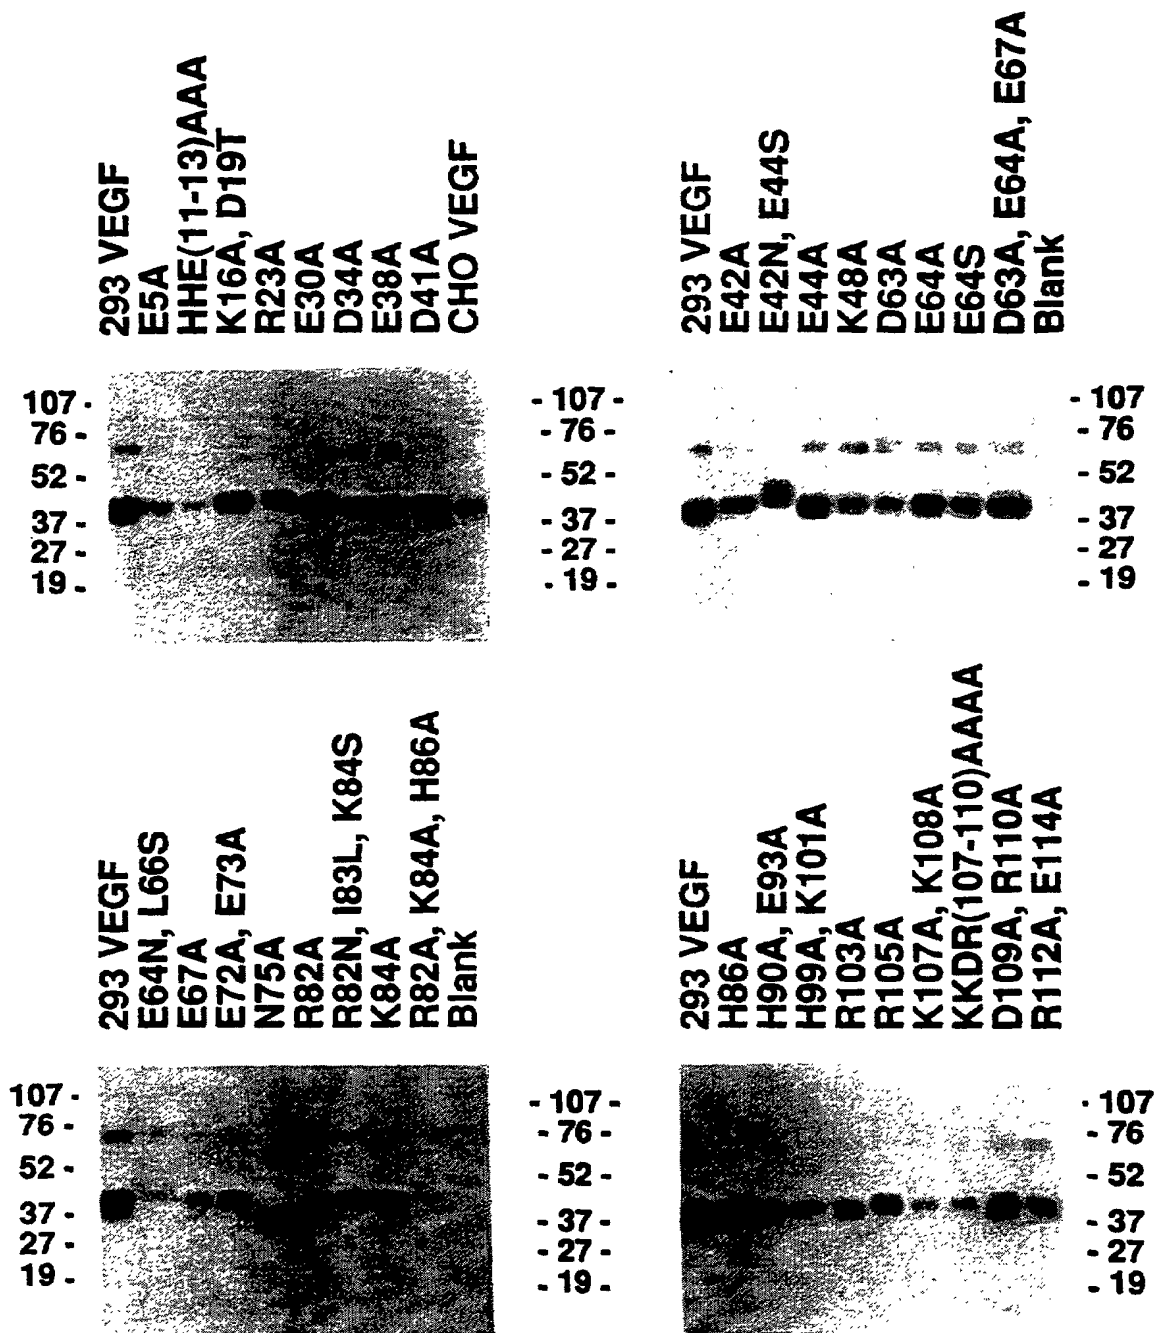 293 VEGF
E5A
HHE(11-13)AAA
K16A, D19T
R23A
E30A
D34A
E38A
D41A
CHO VEGF
107 -
76 -
52 -
37 -
27 -
19 -
293 VEGF
E42A
E42N, E44S
E44A
K48A
D63A
E64A
E64S
D63A, E64A, E67A
Blank
- 107 -
- 76 -
- 52 -
- 37 -
- 27 -
- 19 -
- 107
- 76
- 52
- 37
- 27
- 19
293 VEGF
E64N, L66S
E67A
E72A, E73A
N75A
R82A
R82N, I83L, K84S
K84A
R82A, K84A, H86A
Blank
107 -
76 -
52 -
37 -
27 -
19 -
293 VEGF
H86A
H90A, E93A
H99A, K101A
R103A
R105A
K107A, K108A
KKDR(107-110)AAAA
D109A, R110A
R112A, E114A
- 107 -
- 76 -
- 52 -
- 37 -
- 27 -
- 19 -
- 107
- 76
- 52
- 37
- 27
- 19